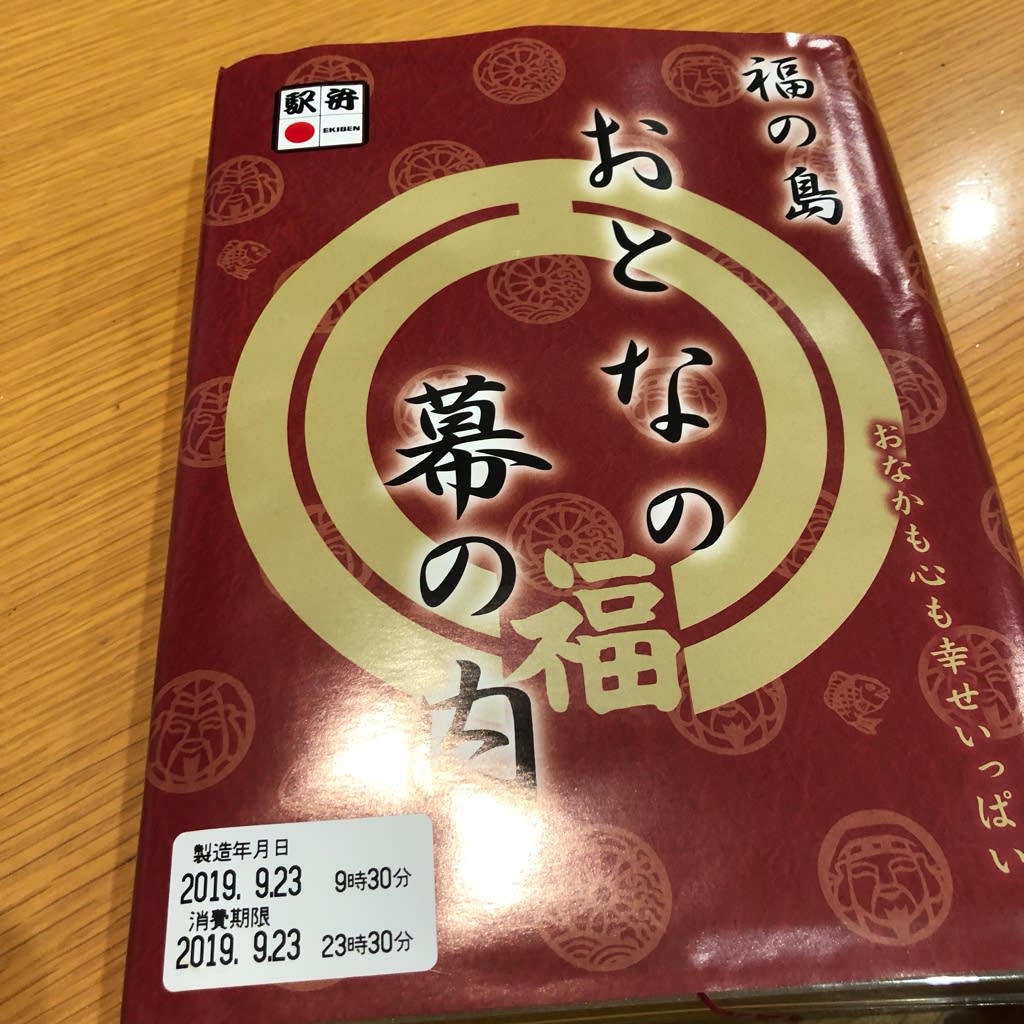 駅弁
EKIBEN
福の島
おとなの
幕の内
福
おなかも心も幸せいっぱい
製造年月日
2019. 9.23 9時30分
消費期限
2019. 9.23 23時30分